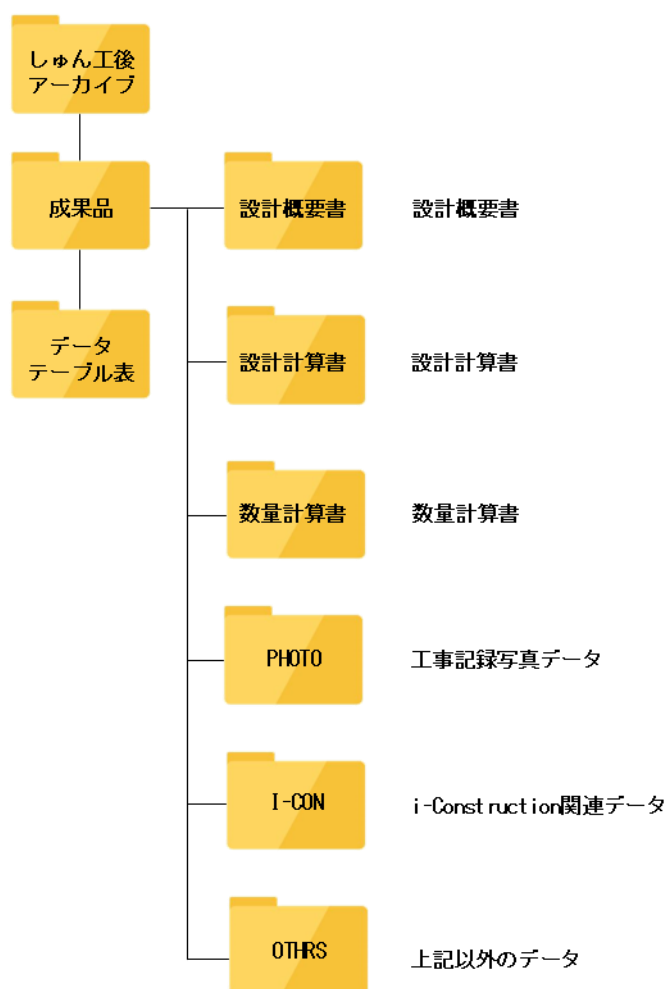 しゅん工後
アーカイブ
成果品
設計概要書
設計概要書
データ
テーブル表
設計計算書
設計計算書
数量計算書
数量計算書
PHOTO
工事記録写真データ
I-CON
i-Construction関連データ
OTHRS
上記以外のデータ